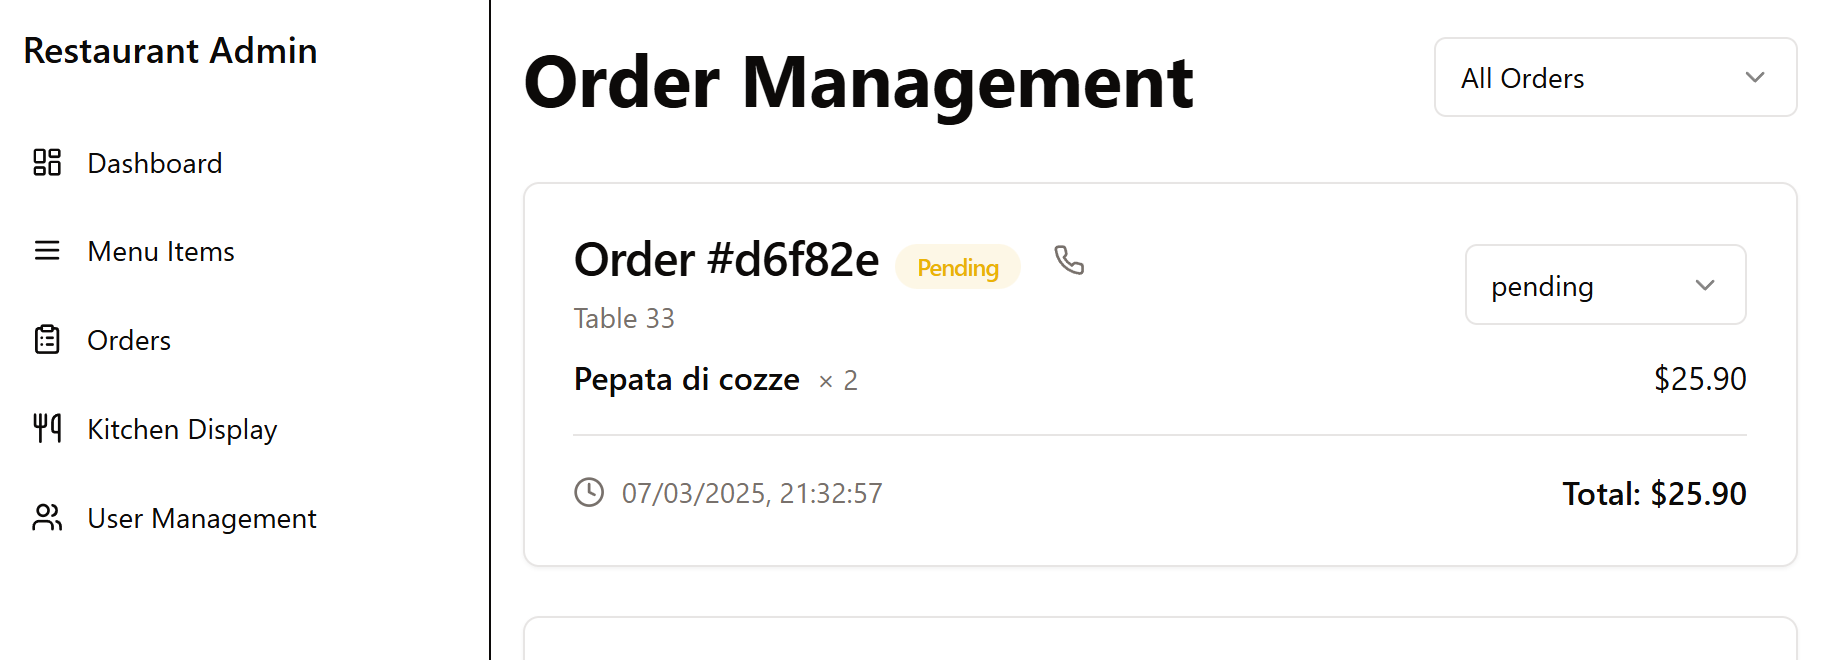 Restaurant Admin
Dashboard
Menu Items
Orders
Kitchen Display
User Management
Order Management
All Orders
Order #d6f82e Pending
pending
Table 33
Pepata di cozze × 2 $25.90
07/03/2025, 21:32:57 Total: $25.90